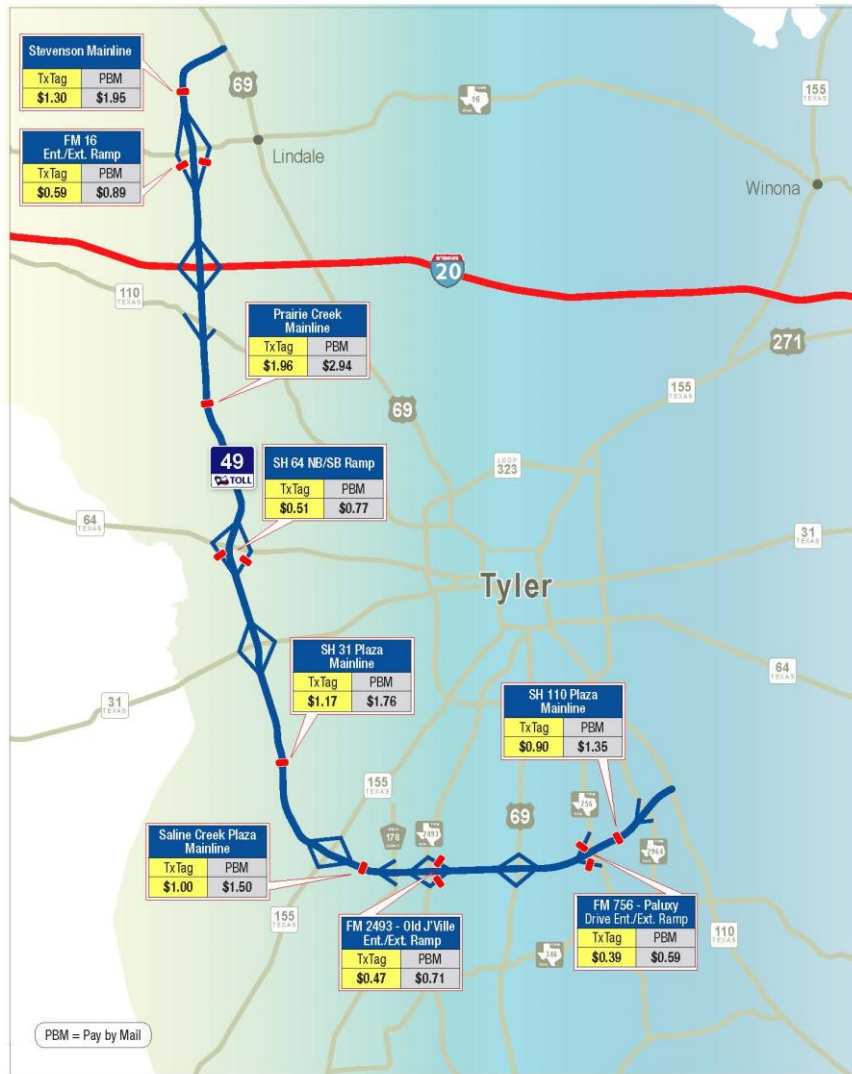 Stevenson Mainline
TxTag PBM
$1.30 $1.95
FM 16
Ent./Ext. Ramp
TxTag PBM
$0.59 $0.89
69
Lindale
16
155
TEXAS
Winona
INTERSTATE
20
110
TEXAS
Prairie Creek
Mainline
TxTag PBM
$1.96 $2.94
271
155
TEXAS
69
49
TOLL
SH 64 NB/SB Ramp
TxTag PBM
$0.51 $0.77
LOOP
323
64
TEXAS
31
TEXAS
Tyler
SH 31 Plaza
Mainline
TxTag PBM
$1.17 $1.76
64
TEXAS
31
TEXAS
SH 110 Plaza
Mainline
TxTag PBM
$0.90 $1.35
155
TEXAS
178
2493
69
756
2964
Saline Creek Plaza
Mainline
TxTag PBM
$1.00 $1.50
155
TEXAS
FM 2493 - Old J'Ville
Ent./Ext. Ramp
TxTag PBM
$0.47 $0.71
FM 756 - Paluxy
Drive Ent./Ext. Ramp
TxTag PBM
$0.39 $0.59
110
TEXAS
346
PBM = Pay by Mail